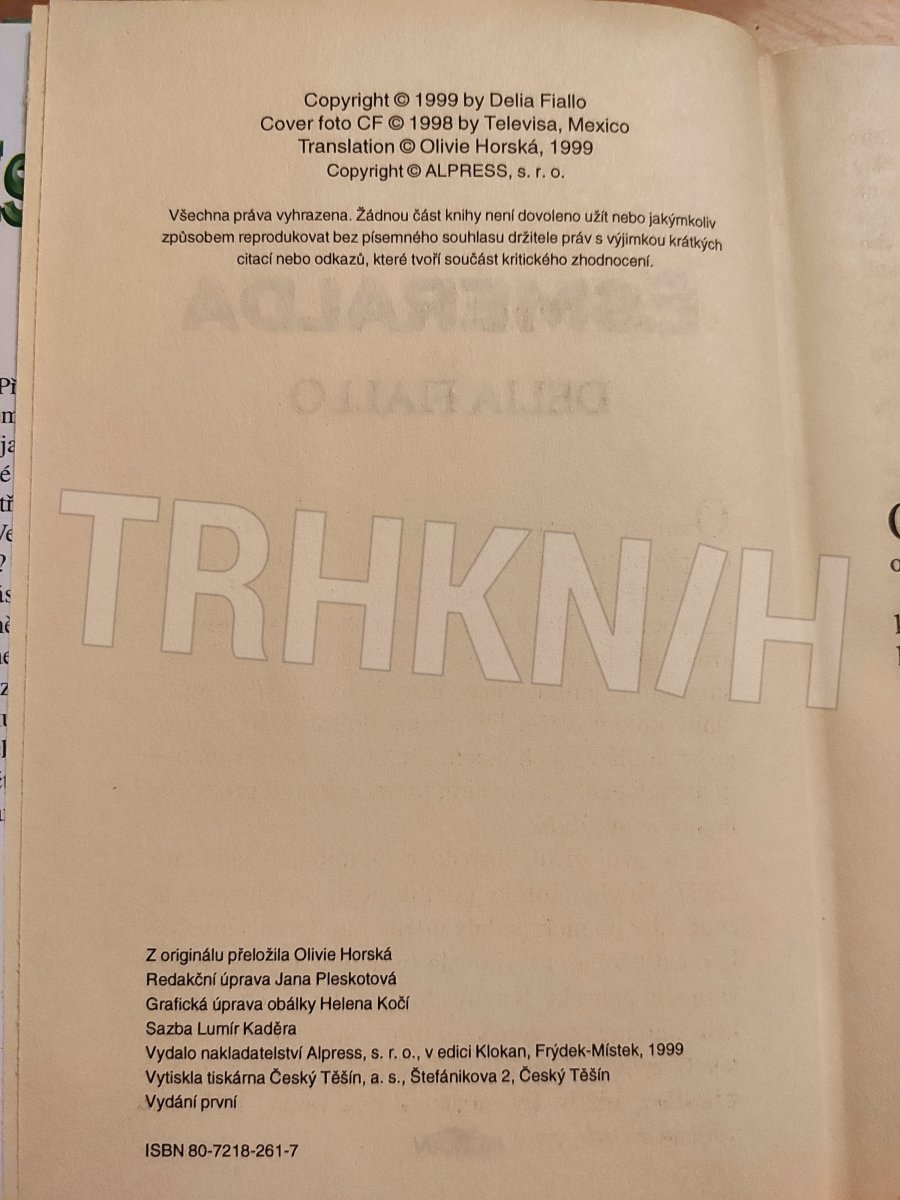 Copyright © 1999 by Delia Fiallo
Cover foto CF © 1998 by Televisa, Mexico
Translation © Olivie Horská, 1999
Copyright © ALPRESS, s. r. o.
Všechna práva vyhrazena. Žádnou část knihy není dovoleno užít nebo jakýmkoliv
způsobem reprodukovat bez písemného souhlasu držitele práv s výjimkou krátkých
citací nebo odkazů, které tvoří součást kritického zhodnocení.
ESMERALDA
DELIA FIALLO
TRHKN/H
Z originálu přeložila Olivie Horská
Redakční úprava Jana Pleskotová
Grafická úprava obálky Helena Kočí
Sazba Lumír Kaděra
Vydalo nakladatelství Alpress, s. r. o., v edici Klokan, Frýdek-Místek, 1999
Vytiskla tiskárna Český Těšín, a. s., Štefánikova 2, Český Těšín
Vydání první
ISBN 80-7218-261-7